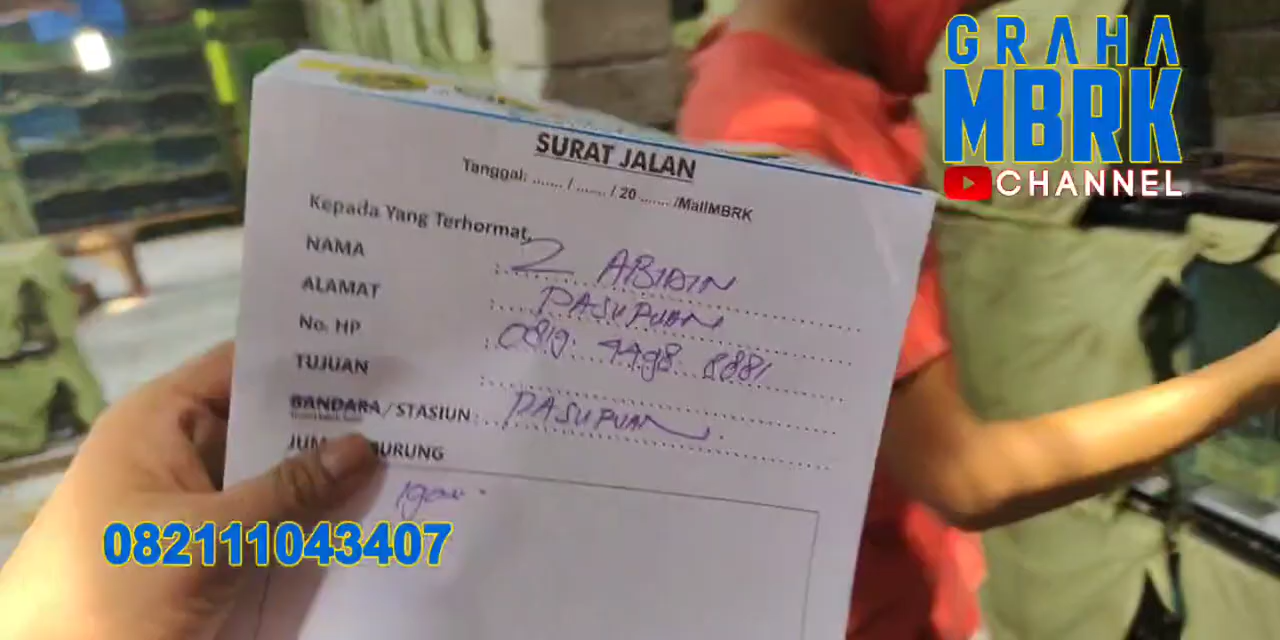 GRAHA
MBRK
CHANNEL
SURAT JALAN
Tanggal: ....... / ....... / 20 ....... /MallMBRK
Kepada Yang Terhormat,
NAMA : Z ABIDIN
ALAMAT : PASUPUAN
No. HP : 0819. 4498 8881
TUJUAN :
BANDARA/STASIUN : PASUPUAN
BURUNG
082111043407